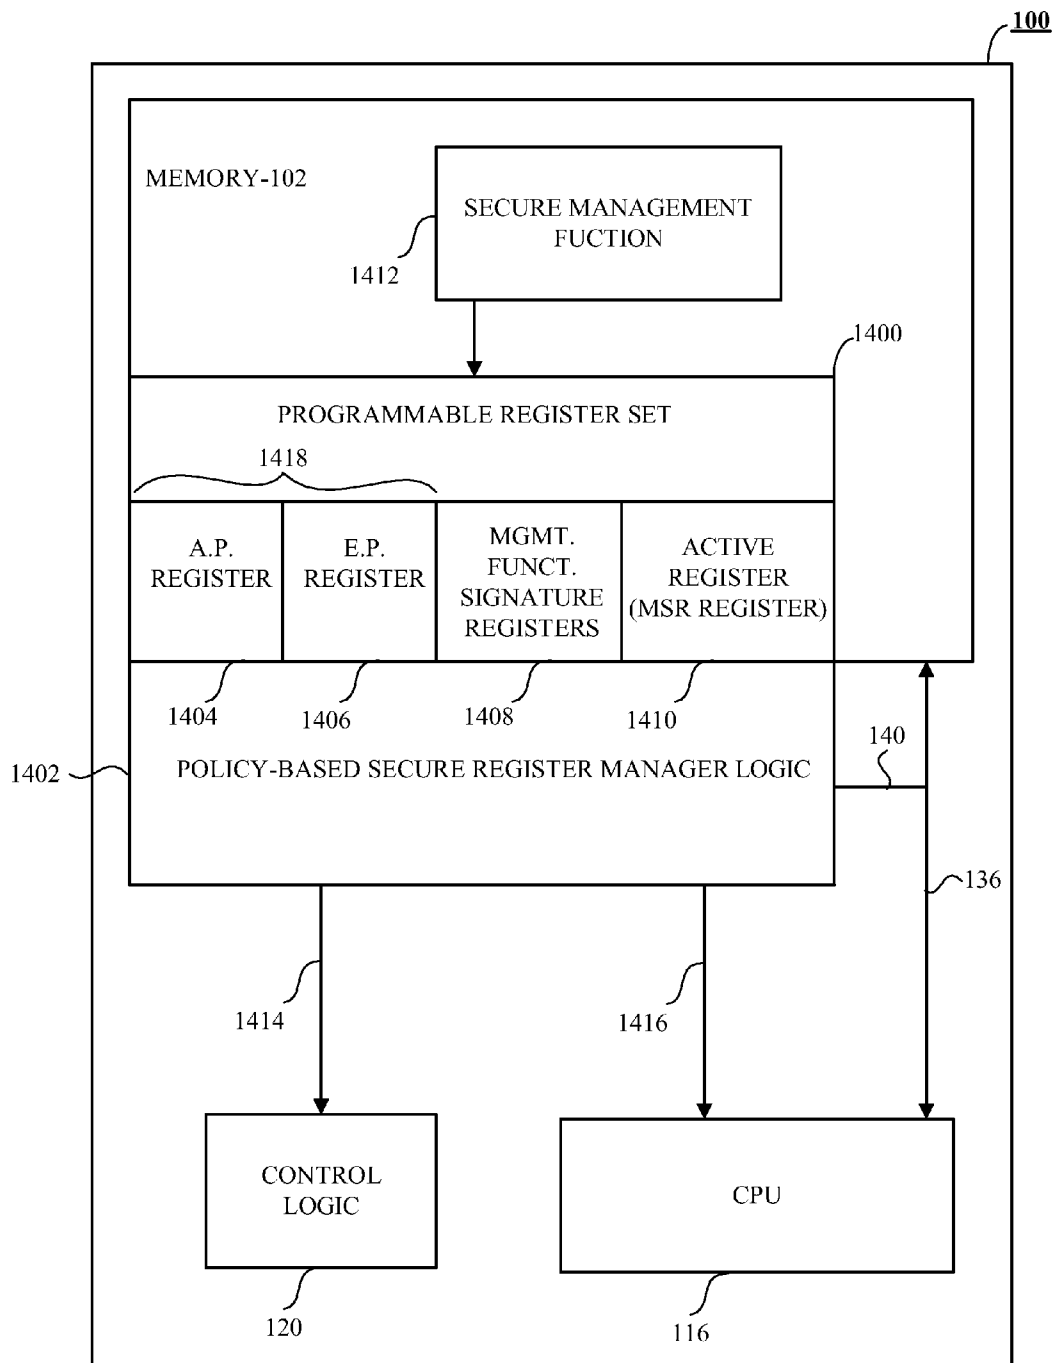 100
MEMORY-102
SECURE MANAGEMENT
FUCTION
1412
1400
PROGRAMMABLE REGISTER SET
1418
A.P.
REGISTER
E.P.
REGISTER
MGMT.
FUNCT.
SIGNATURE
REGISTERS
ACTIVE
REGISTER
(MSR REGISTER)
1404
1406
1408
1410
140
1402
POLICY-BASED SECURE REGISTER MANAGER LOGIC
136
1414
1416
CONTROL
LOGIC
CPU
120
116